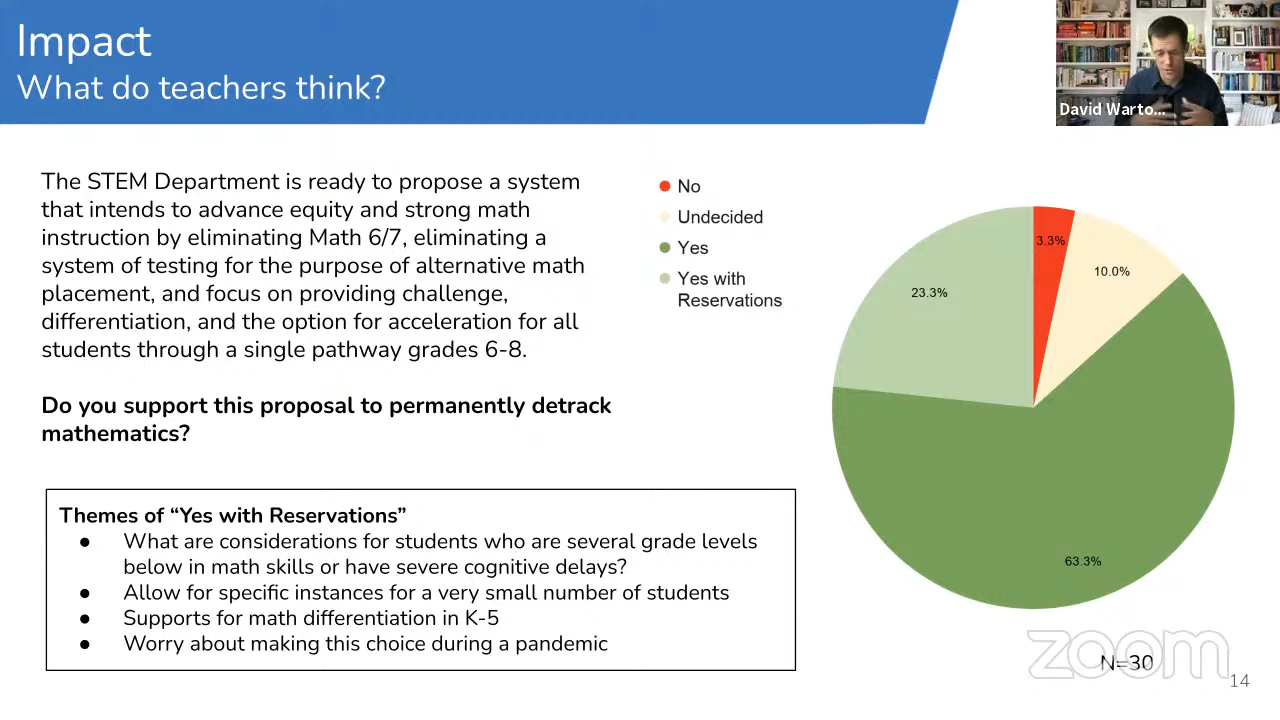 Impact
What do teachers think?
David Warto...
The STEM Department is ready to propose a system
that intends to advance equity and strong math
instruction by eliminating Math 6/7, eliminating a
system of testing for the purpose of alternative math
placement, and focus on providing challenge,
differentiation, and the option for acceleration for all
students through a single pathway grades 6-8.
Do you support this proposal to permanently detrack
mathematics?
No
Undecided
Yes
Yes with
Reservations
3.3%
10.0%
23.3%
63.3%
Themes of “Yes with Reservations”
● What are considerations for students who are several grade levels
below in math skills or have severe cognitive delays?
● Allow for specific instances for a very small number of students
● Supports for math differentiation in K-5
● Worry about making this choice during a pandemic
zoom
N=30
14